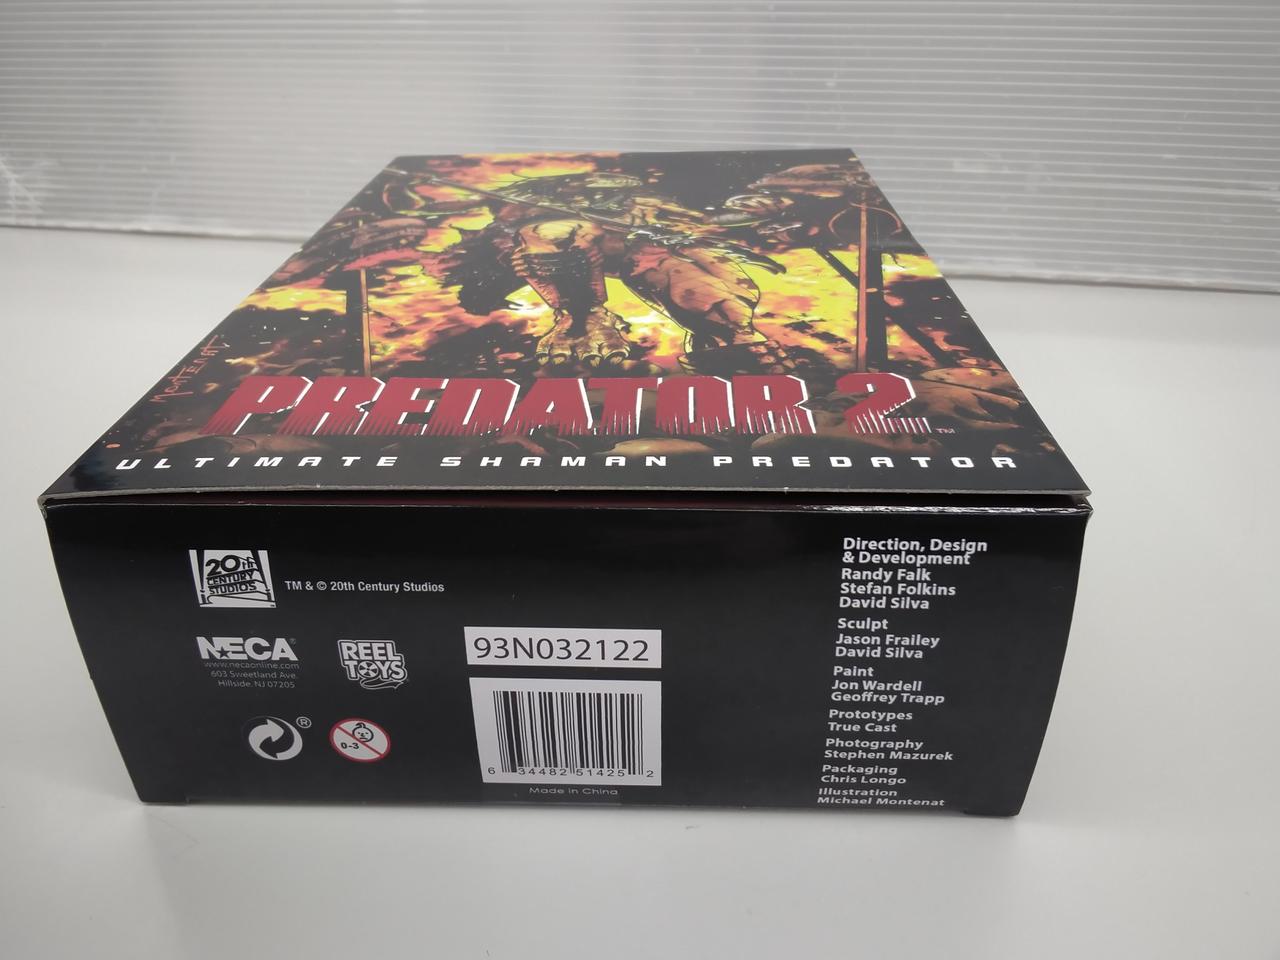 MONTENAT
PREDATOR 2
TM
ULTIMATE SHAMAN PREDATOR
20TH
CENTURY
STUDIOS
TM & © 20th Century Studios
NECA®
www.necaonline.com
603 Sweetland Ave.
Hillside, NJ 07205
REEL
TOYS
®
0-3
93N032122
6 34482 51425 2
Made in China
Direction, Design
& Development
Randy Falk
Stefan Folkins
David Silva
Sculpt
Jason Frailey
David Silva
Paint
Jon Wardell
Geoffrey Trapp
Prototypes
True Cast
Photography
Stephen Mazurek
Packaging
Chris Longo
Illustration
Michael Montenat